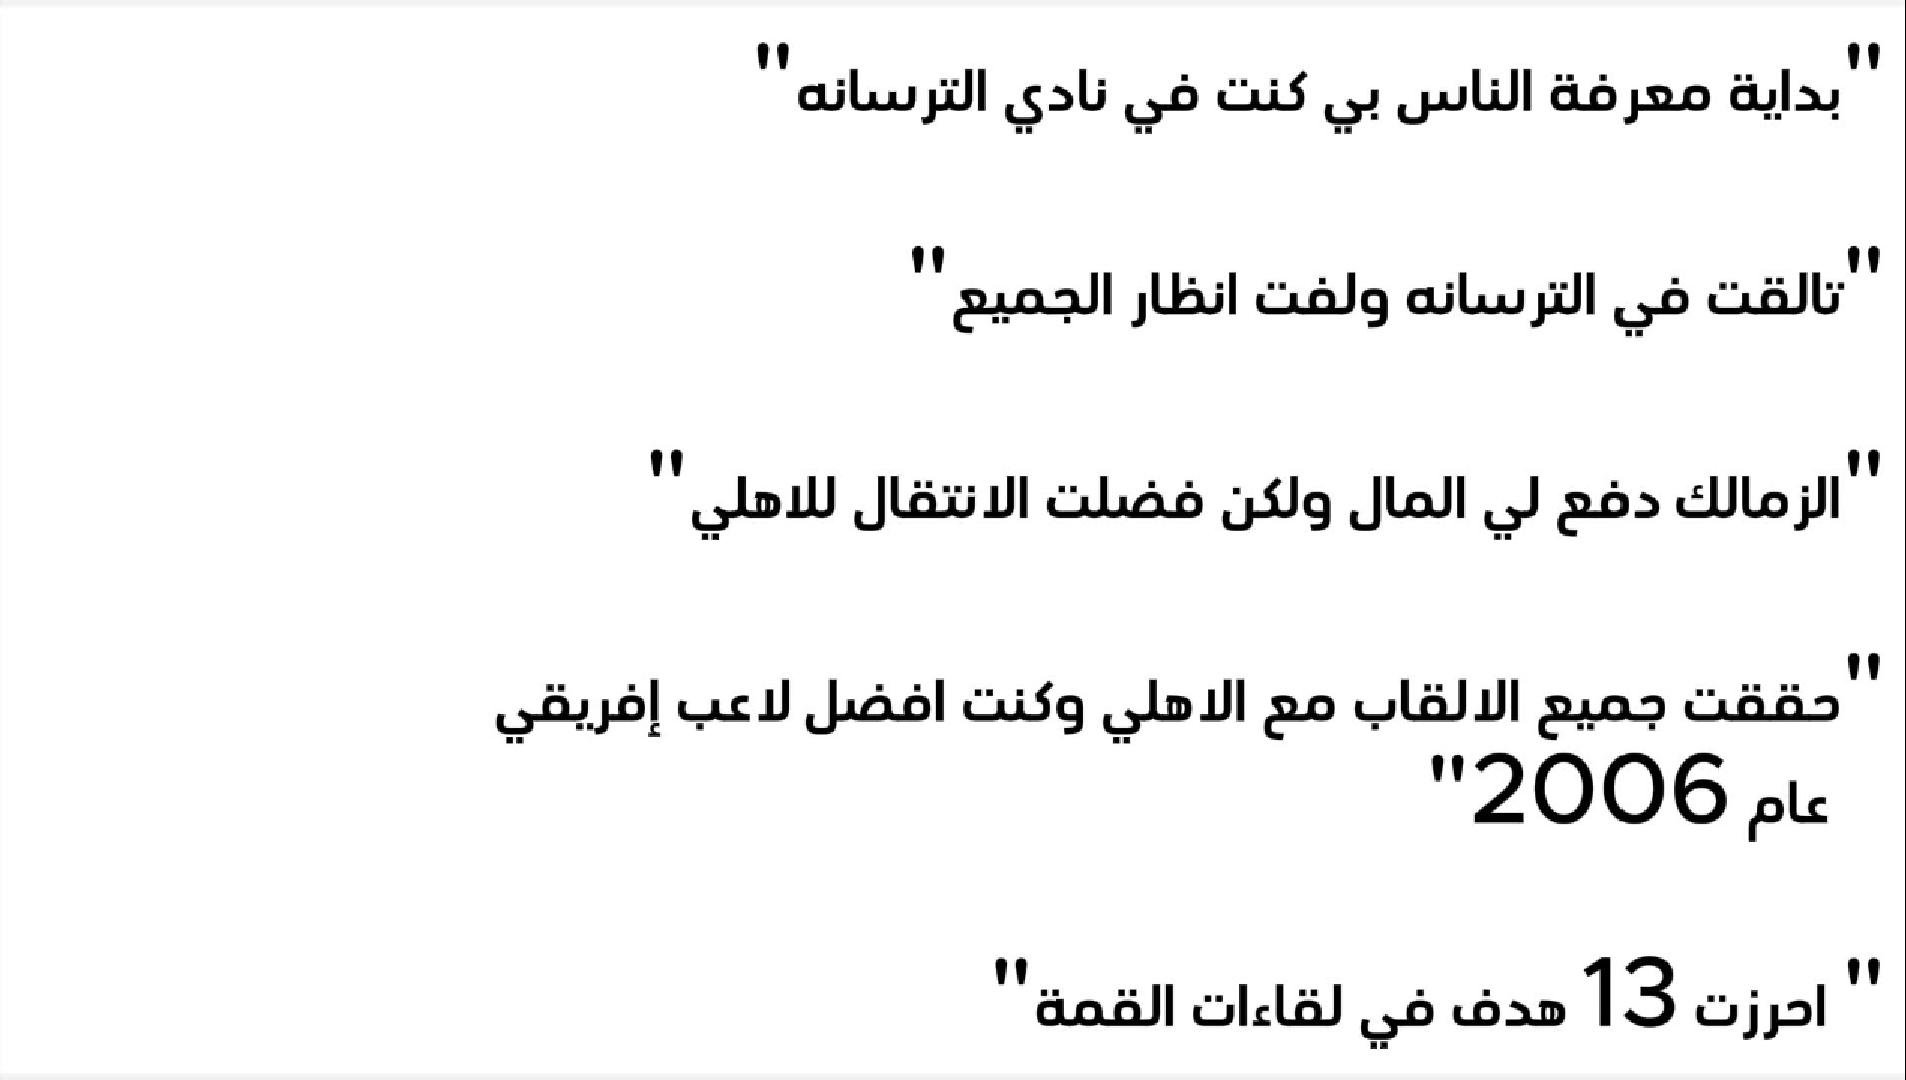 "بداية معرفة الناس بي كنت في نادي الترسانه"
"تالقت في الترسانه ولفت انظار الجميع"
"الزمالك دفع لي المال ولكن فضلت الانتقال للاهلي"
"حققت جميع الالقاب مع الاهلي وكنت افضل لاعب إفريقي
عام 2006"
" احرزت 13 هدف في لقاءات القمة"